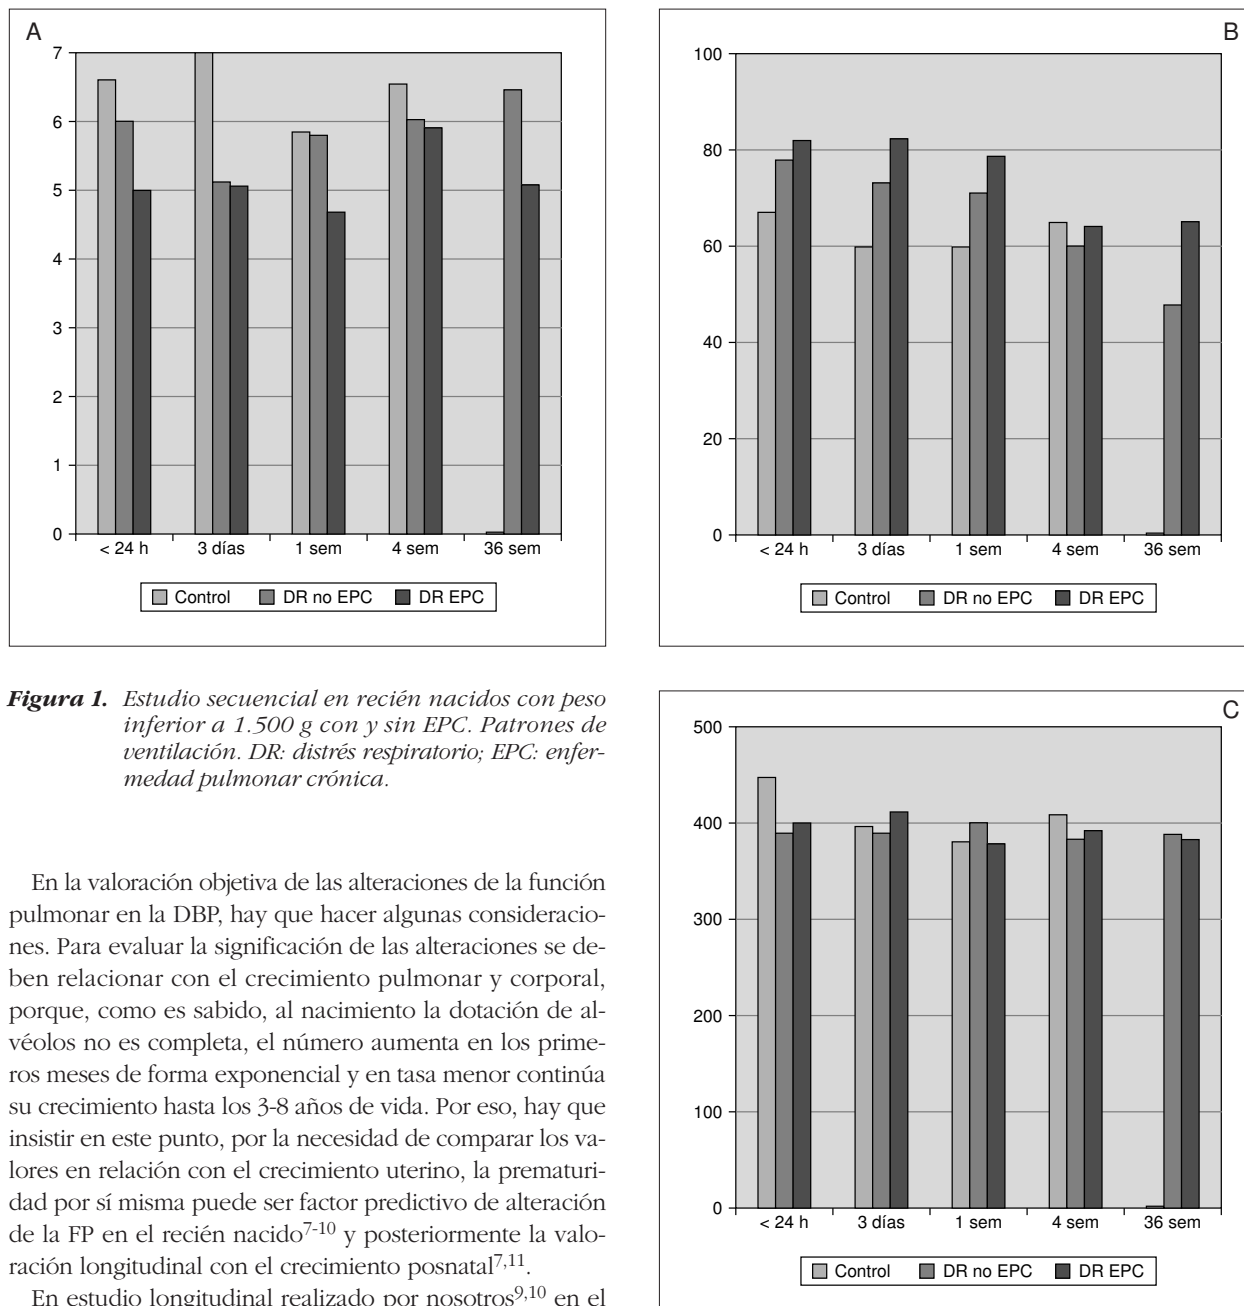 A
7
6
5
4
3
2
1
0
< 24 h 3 días 1 sem 4 sem 36 sem
Control DR no EPC DR EPC
B
100
80
60
40
20
0
< 24 h 3 días 1 sem 4 sem 36 sem
Control DR no EPC DR EPC
Figura 1. Estudio secuencial en recién nacidos con peso
inferior a 1.500 g con y sin EPC. Patrones de
ventilación. DR: distrés respiratorio; EPC: enfer-
medad pulmonar crónica.
En la valoración objetiva de las alteraciones de la función
pulmonar en la DBP, hay que hacer algunas consideracio-
nes. Para evaluar la significación de las alteraciones se de-
ben relacionar con el crecimiento pulmonar y corporal,
porque, como es sabido, al nacimiento la dotación de al-
véolos no es completa, el número aumenta en los prime-
ros meses de forma exponencial y en tasa menor continúa
su crecimiento hasta los 3-8 años de vida. Por eso, hay que
insistir en este punto, por la necesidad de comparar los va-
lores en relación con el crecimiento uterino, la prematuri-
dad por sí misma puede ser factor predictivo de alteración
de la FP en el recién nacido7-10 y posteriormente la valo-
ración longitudinal con el crecimiento posnatal7,11.
En estudio longitudinal realizado por nosotros9,10 en el
C
500
400
300
200
100
0
< 24 h 3 días 1 sem 4 sem 36 sem
Control DR no EPC DR EPC